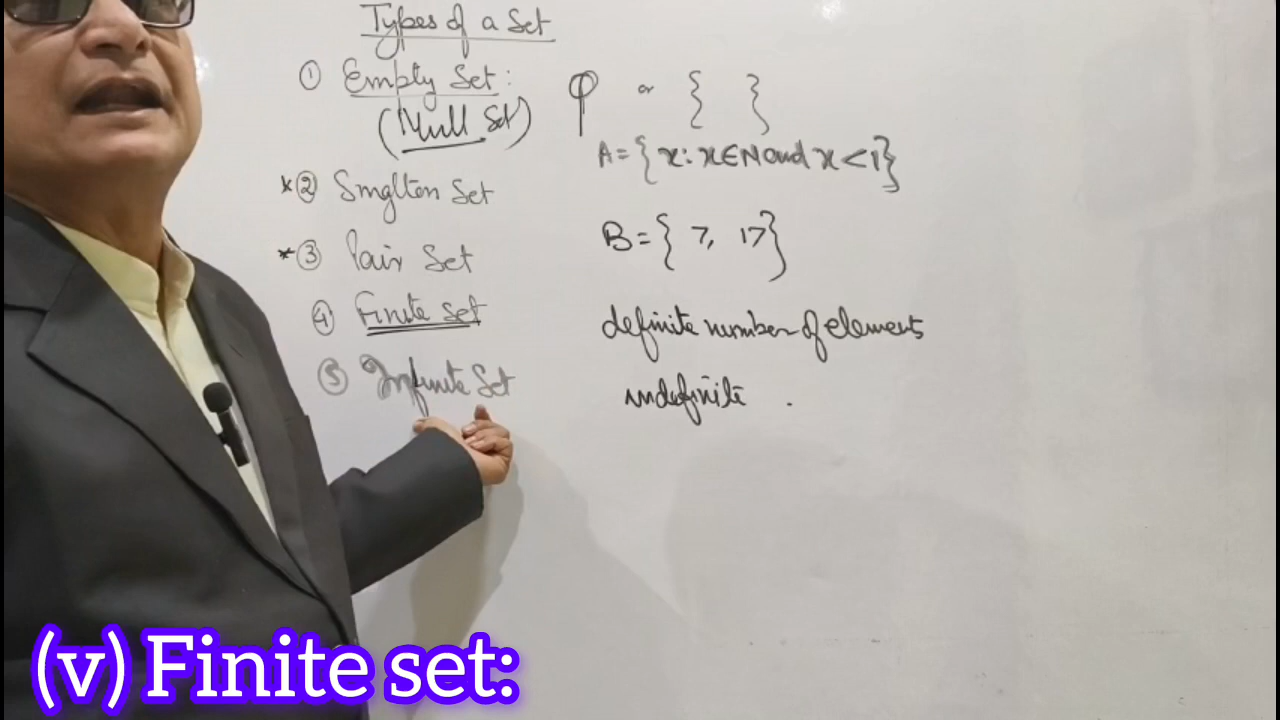 Types of a Set
① Empty Set : φ or { }
(Null Set)
A = { x : x ∈ N and x < 1}
*② Singlton Set
*③ Pair Set B = { 7, 17}
④ Finite set definite number of elements
⑤ Infinite Set indefinite .
(v) Finite set: